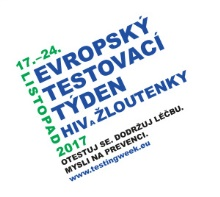 17.–24.
LISTOPAD
2017
EVROPSKÝ
TESTOVACÍ
TÝDEN
HIV A ŽLOUTENKY
OTESTUJ SE. DODRŽUJ LÉČBU.
MYSLI NA PREVENCI.
www.testingweek.eu